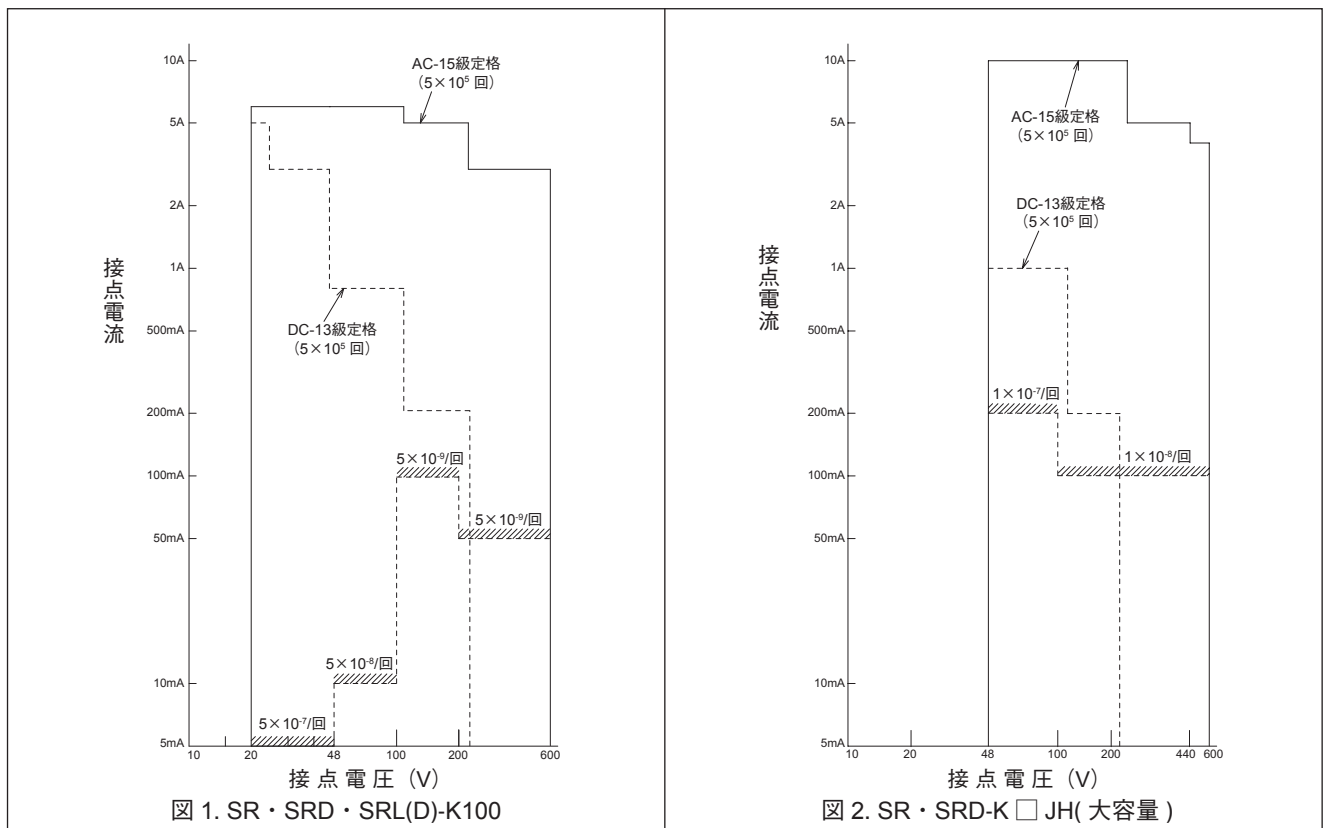 10A
5A
2A
1A
500mA
200mA
100mA
50mA
10mA
5mA
接点電流
AC-15級定格
（5×10⁵ 回）
DC-13級定格
（5×10⁵ 回）
5×10⁻⁹/回
5×10⁻⁹/回
5×10⁻⁸/回
5×10⁻⁷/回
10 20 48 100 200 600
接 点 電 圧（V）
図 1. SR・SRD・SRL(D)-K100
10A
5A
2A
1A
500mA
200mA
100mA
50mA
10mA
5mA
接点電流
AC-15級定格
（5×10⁵ 回）
DC-13級定格
（5×10⁵ 回）
1×10⁻⁷/回
1×10⁻⁸/回
10 20 48 100 200 440 600
接 点 電 圧（V）
図 2. SR・SRD-K □ JH( 大容量 )